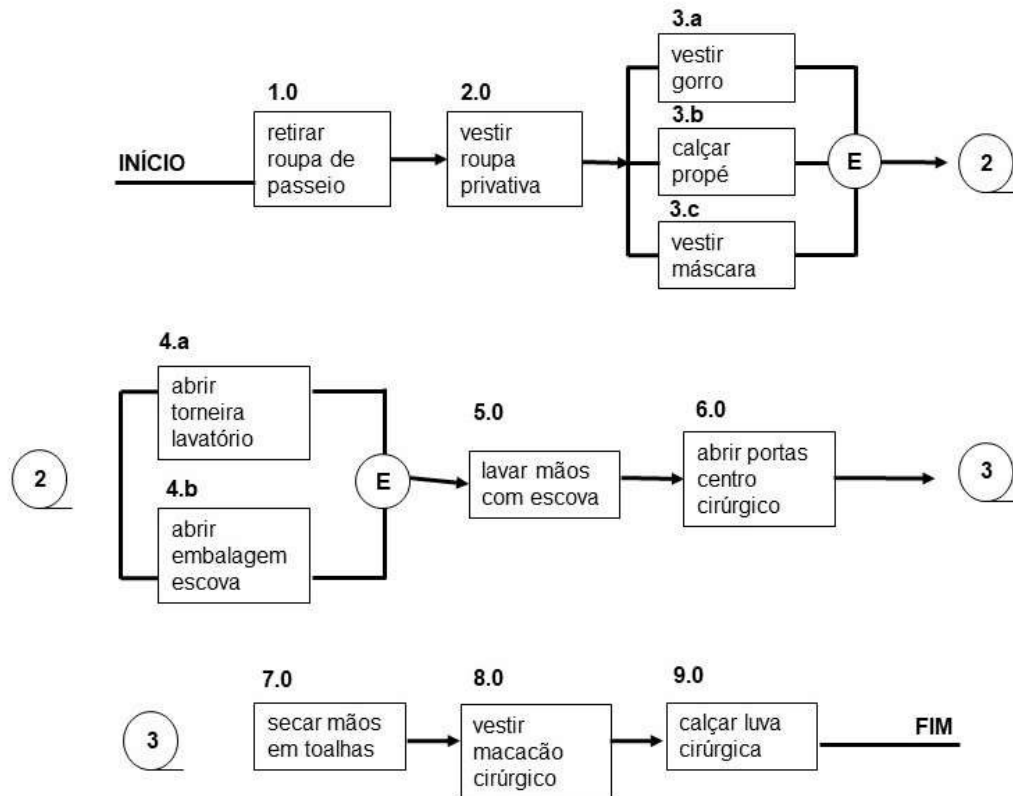 3.a
vestir
gorro
1.0
2.0
3.b
INÍCIO
retirar
roupa de
passeio
vestir
roupa
privativa
calçar
propé
E
2
3.c
vestir
máscara
4.a
abrir
torneira
lavatório
5.0
6.0
2
4.b
E
lavar mãos
com escova
abrir portas
centro
cirúrgico
3
abrir
embalagem
escova
7.0
8.0
9.0
3
secar mãos
em toalhas
vestir
macacão
cirúrgico
calçar luva
cirúrgica
FIM